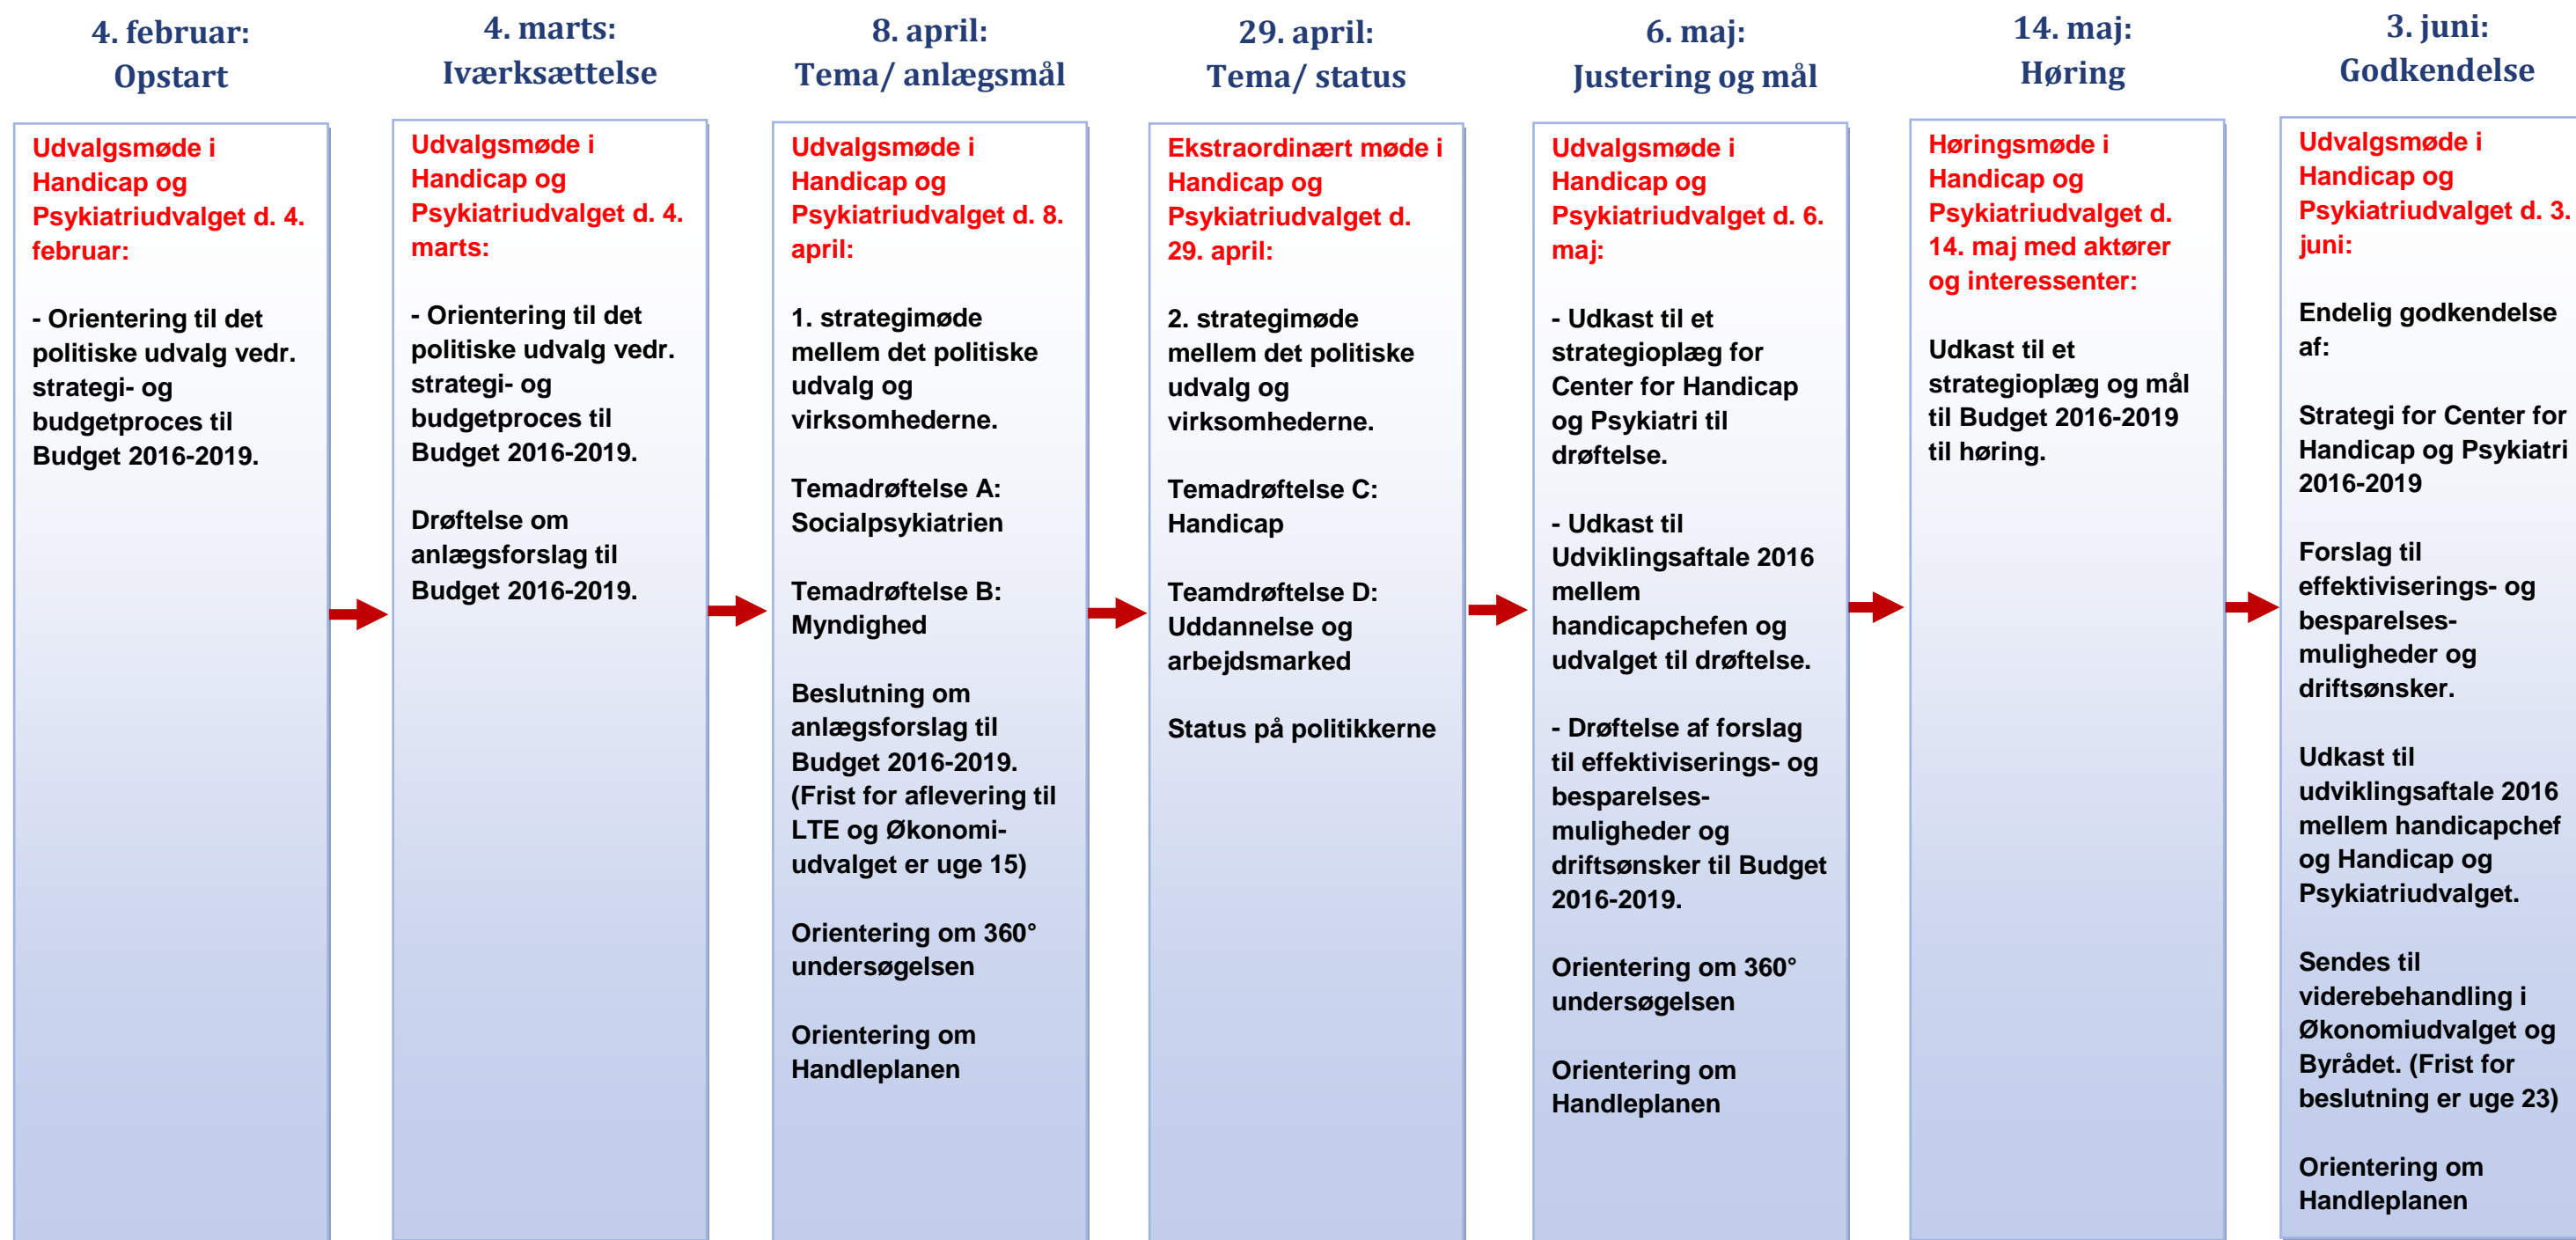 4. februar:
Opstart
Udvalgsmøde i
Handicap og
Psykiatriudvalget d. 4.
februar:
- Orientering til det
politiske udvalg vedr.
strategi- og
budgetproces til
Budget 2016-2019.
4. marts:
Iværksættelse
Udvalgsmøde i
Handicap og
Psykiatriudvalget d. 4.
marts:
- Orientering til det
politiske udvalg vedr.
strategi- og
budgetproces til
Budget 2016-2019.
Drøftelse om
anlægsforslag til
Budget 2016-2019.
8. april:
Tema/ anlægsmål
Udvalgsmøde i
Handicap og
Psykiatriudvalget d. 8.
april:
1. strategimøde
mellem det politiske
udvalg og
virksomhederne.
Temadrøftelse A:
Socialpsykiatrien
Temadrøftelse B:
Myndighed
Beslutning om
anlægsforslag til
Budget 2016-2019.
(Frist for aflevering til
LTE og Økonomi-
udvalget er uge 15)
Orientering om 360°
undersøgelsen
Orientering om
Handleplanen
29. april:
Tema/ status
Ekstraordinært møde i
Handicap og
Psykiatriudvalget d.
29. april:
2. strategimøde
mellem det politiske
udvalg og
virksomhederne.
Temadrøftelse C:
Handicap
Teamdrøftelse D:
Uddannelse og
arbejdsmarked
Status på politikkerne
6. maj:
Justering og mål
Udvalgsmøde i
Handicap og
Psykiatriudvalget d. 6.
maj:
- Udkast til et
strategioplæg for
Center for Handicap
og Psykiatri til
drøftelse.
- Udkast til
Udviklingsaftale 2016
mellem
handicapchefen og
udvalget til drøftelse.
- Drøftelse af forslag
til effektiviserings- og
besparelses-
muligheder og
driftsønsker til Budget
2016-2019.
Orientering om 360°
undersøgelsen
Orientering om
Handleplanen
14. maj:
Høring
Høringsmøde i
Handicap og
Psykiatriudvalget d.
14. maj med aktører
og interessenter:
Udkast til et
strategioplæg og mål
til Budget 2016-2019
til høring.
3. juni:
Godkendelse
Udvalgsmøde i
Handicap og
Psykiatriudvalget d. 3.
juni:
Endelig godkendelse
af:
Strategi for Center for
Handicap og Psykiatri
2016-2019
Forslag til
effektiviserings- og
besparelses-
muligheder og
driftsønsker.
Udkast til
udviklingsaftale 2016
mellem handicapchef
og Handicap og
Psykiatriudvalget.
Sendes til
viderebehandling i
Økonomiudvalget og
Byrådet. (Frist for
beslutning er uge 23)
Orientering om
Handleplanen